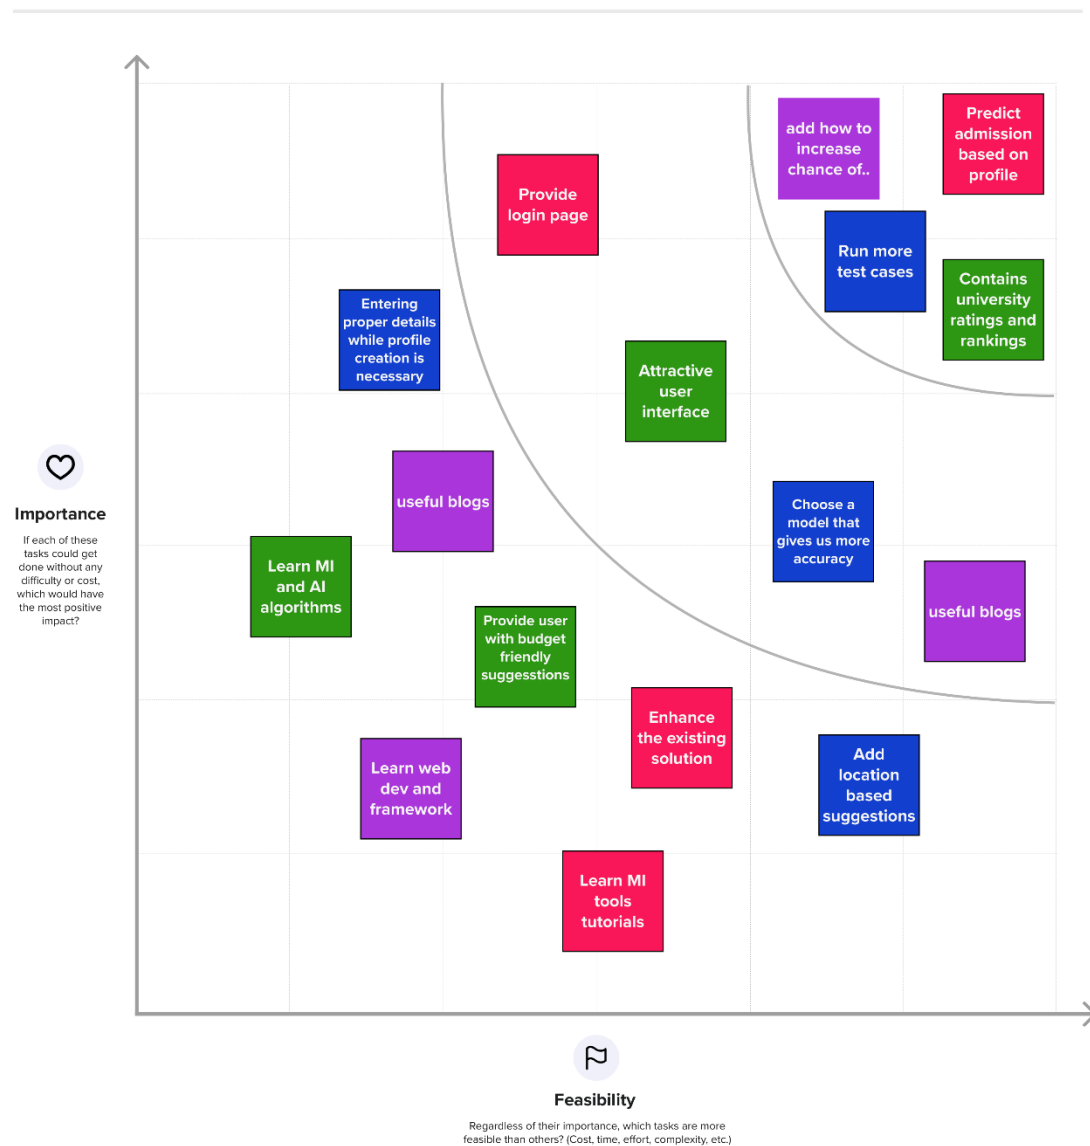 add how to
increase
chance of..
Predict
admission
based on
profile
Provide
login page
Run more
test cases
Contains
university
ratings and
rankings
Entering
proper details
while profile
creation is
necessary
Attractive
user
interface
useful blogs
Choose a
model that
gives us more
accuracy
Importance
If each of these
tasks could get
done without any
difficulty or cost,
which would have
the most positive
impact?
Learn MI
and AI
algorithms
useful blogs
Provide user
with budget
friendly
suggesstions
Enhance
the existing
solution
Learn web
dev and
framework
Add
location
based
suggestions
Learn MI
tools
tutorials
Feasibility
Regardless of their importance, which tasks are more
feasible than others? (Cost, time, effort, complexity, etc.)